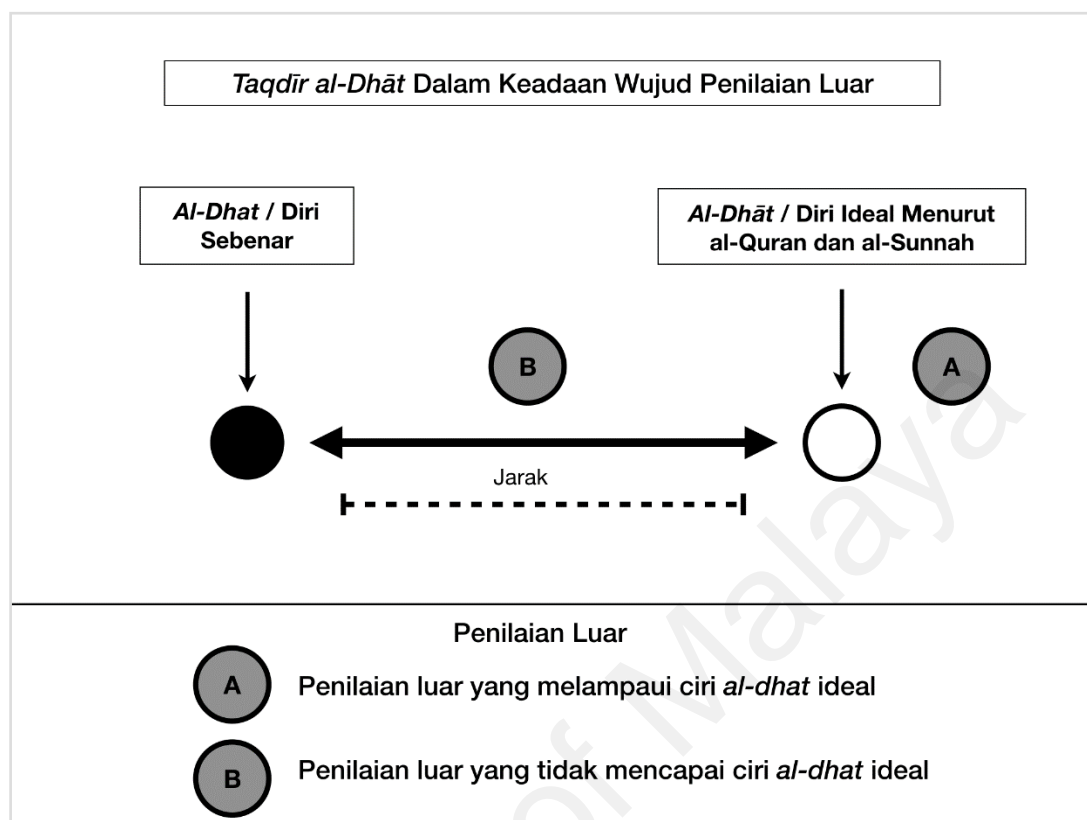 Taqdīr al-Dhāt Dalam Keadaan Wujud Penilaian Luar
Al-Dhat / Diri
Sebenar
Al-Dhāt / Diri Ideal Menurut
al-Quran dan al-Sunnah
B
A
Jarak
Penilaian Luar
A Penilaian luar yang melampaui ciri al-dhat ideal
B Penilaian luar yang tidak mencapai ciri al-dhat ideal
of Malaya